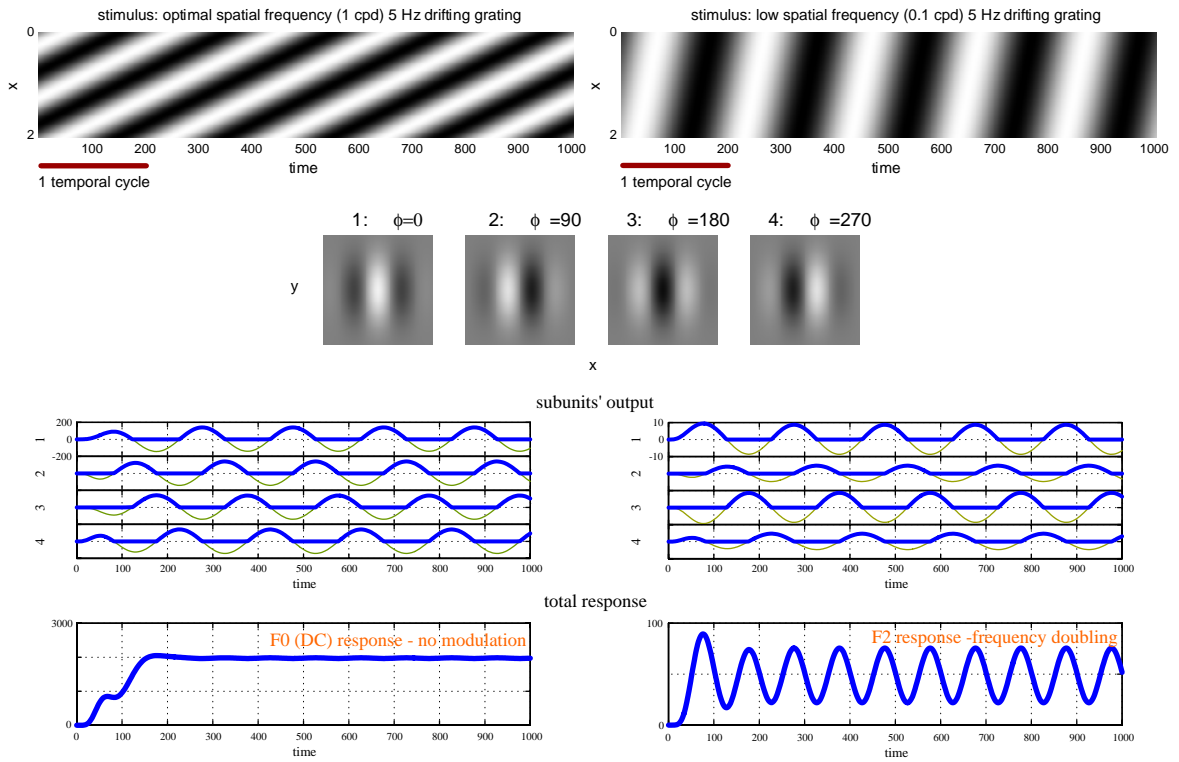 stimulus: optimal spatial frequency (1 cpd) 5 Hz drifting grating
0
x
2
100 200 300 400 500 600 700 800 900 1000
time
1 temporal cycle
stimulus: low spatial frequency (0.1 cpd) 5 Hz drifting grating
0
x
2
100 200 300 400 500 600 700 800 900 1000
time
1 temporal cycle
1: ϕ=0
2: ϕ =90
3: ϕ =180
4: ϕ =270
y
x
subunits' output
200
0
-200
1
2
3
4
0 100 200 300 400 500 600 700 800 900 1000
time
10
0
-10
1
2
3
4
0 100 200 300 400 500 600 700 800 900 1000
time
total response
3000
F0 (DC) response - no modulation
0
0 100 200 300 400 500 600 700 800 900 1000
time
100
F2 response -frequency doubling
0
0 100 200 300 400 500 600 700 800 900 1000
time